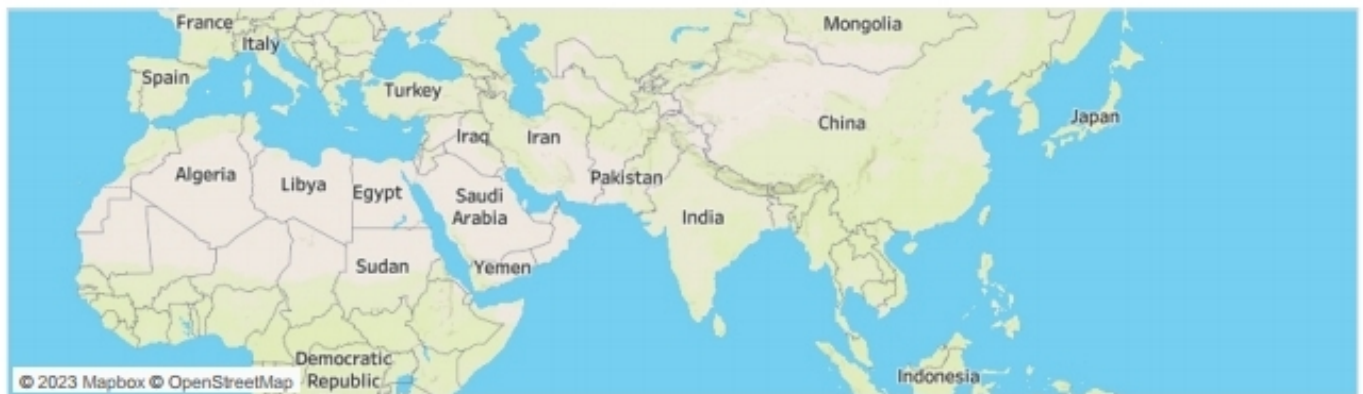 France
Mongolia
Italy
Spain
Turkey
Japan
China
Iraq
Iran
Algeria
Libya
Egypt
Pakistan
Saudi
Arabia
India
Sudan
Yemen
Democratic
Republic
Indonesia
© 2023 Mapbox © OpenStreetMap